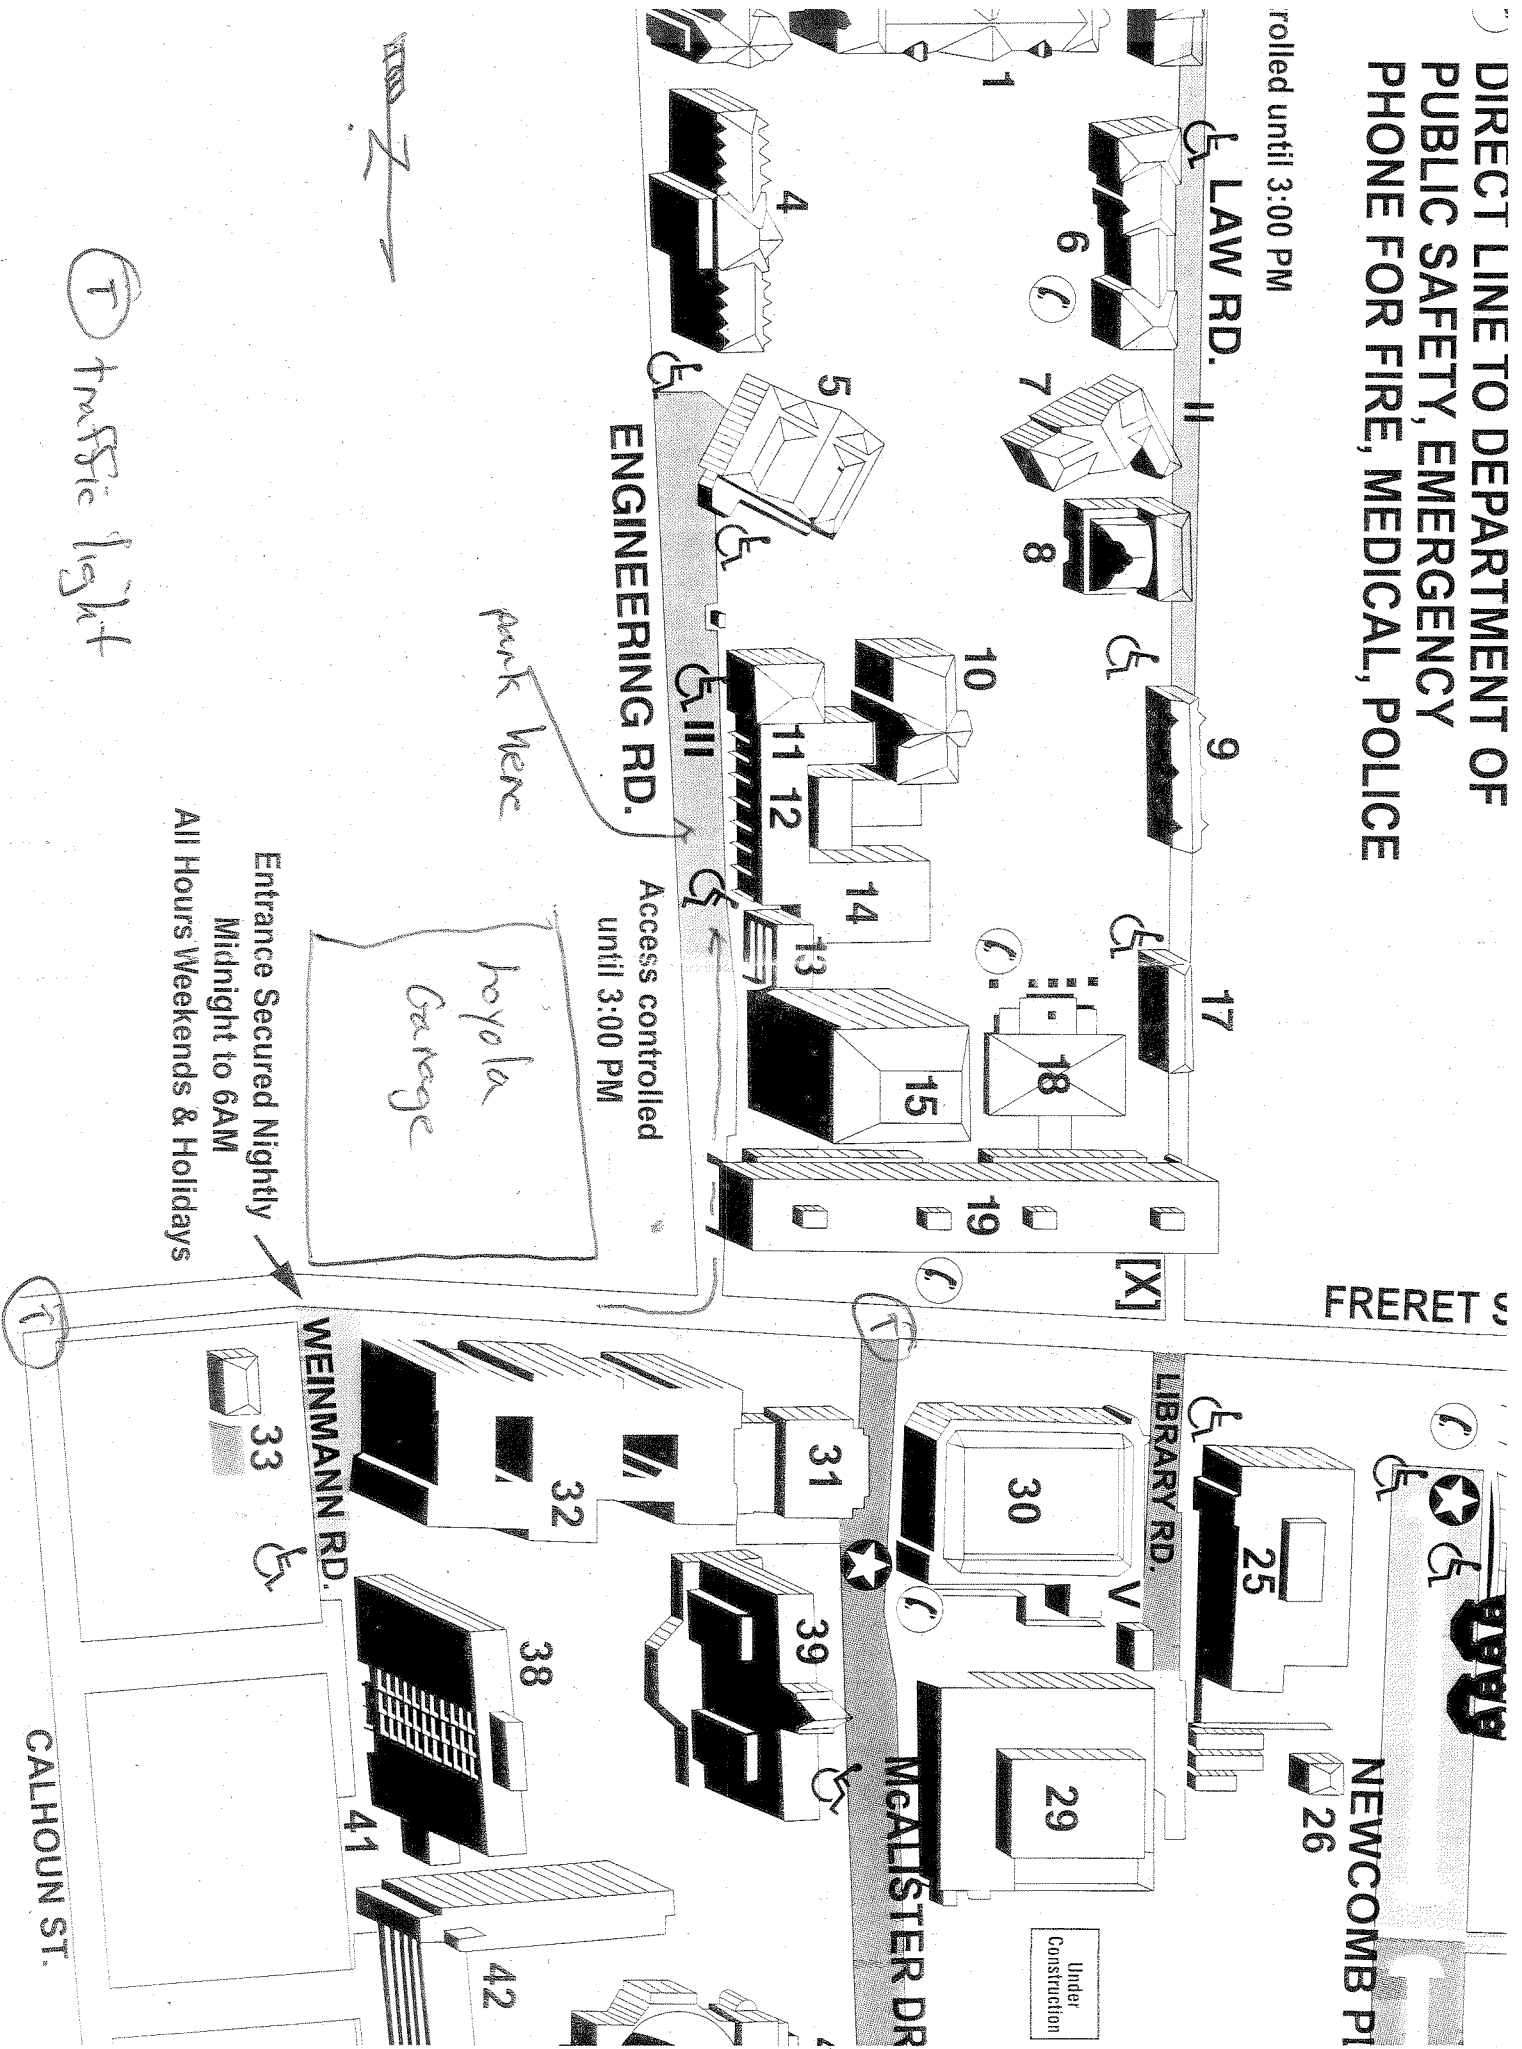 DIRECT LINE TO DEPARTMENT OF
PUBLIC SAFETY, EMERGENCY
PHONE FOR FIRE, MEDICAL, POLICE
FRERET
NEWCOMB
rolled until 3:00 PM
LAW RD.
II
9
17
[X]
LIBRARY RD.
25
26
V
1
6
7
8
10
18
19
30
29
Under
Construction
4
5
11
12
14
13
15
T
31
39
McALISTER DR
III
ENGINEERING RD.
Access controlled
until 3:00 PM
park here
Loyola
Garage
32
38
42
N
WEINMANN RD.
41
Entrance Secured Nightly
Midnight to 6AM
All Hours Weekends & Holidays
33
T traffic light
T
CALHOUN ST.